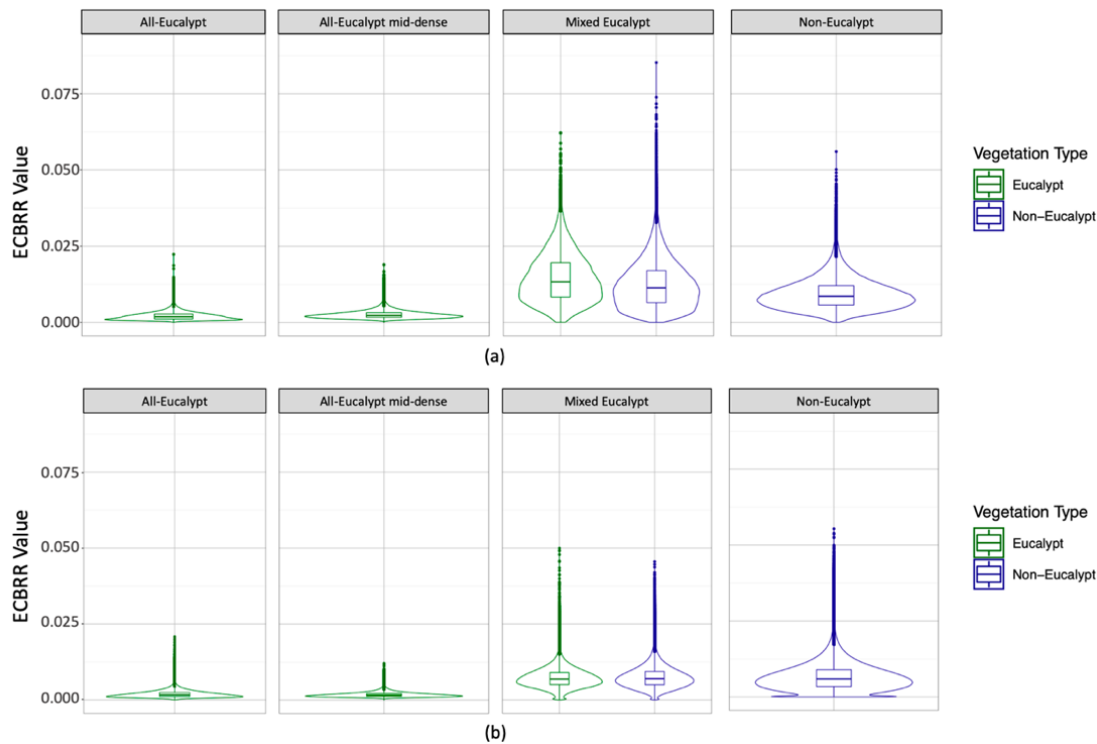 All-Eucalypt All-Eucalypt mid-dense Mixed Eucalypt Non-Eucalypt
0.075
0.050
0.025
0.000
ECBRR Value
Vegetation Type
Eucalypt
Non-Eucalypt
(a)
All-Eucalypt All-Eucalypt mid-dense Mixed Eucalypt Non-Eucalypt
0.075
0.050
0.025
0.000
ECBRR Value
Vegetation Type
Eucalypt
Non-Eucalypt
(b)